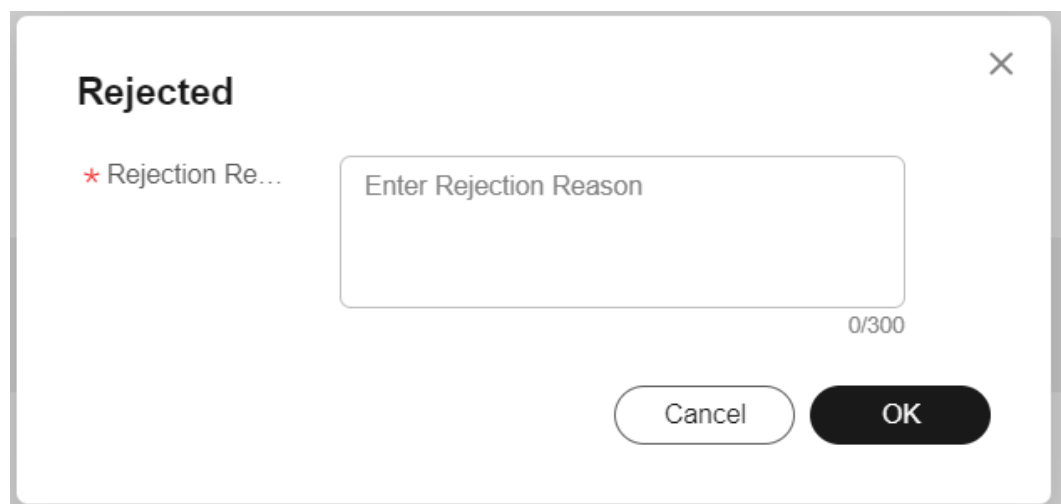 Rejected
* Rejection Re...
Enter Rejection Reason
0/300
Cancel
OK